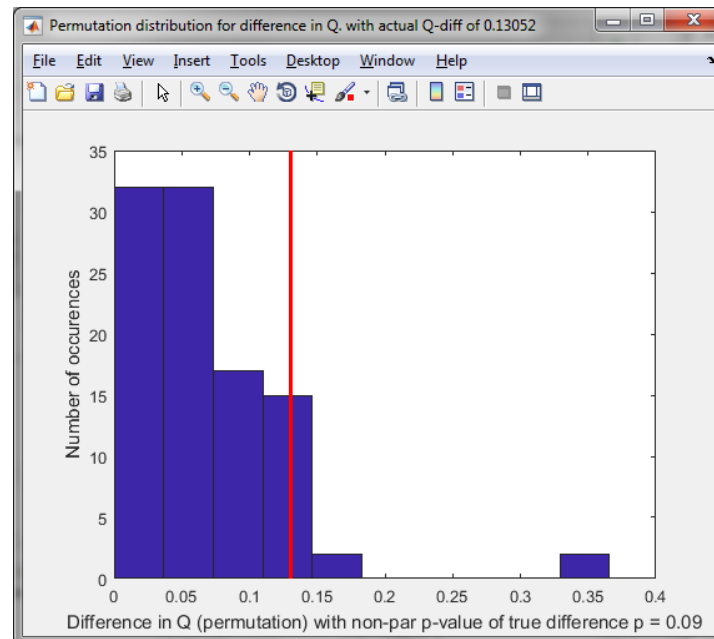 Permutation distribution for difference in Q. with actual Q-diff of 0.13052
File Edit View Insert Tools Desktop Window Help
35
30
25
20
15
10
5
0
Number of occurences
0 0.05 0.1 0.15 0.2 0.25 0.3 0.35 0.4
Difference in Q (permutation) with non-par p-value of true difference p = 0.09